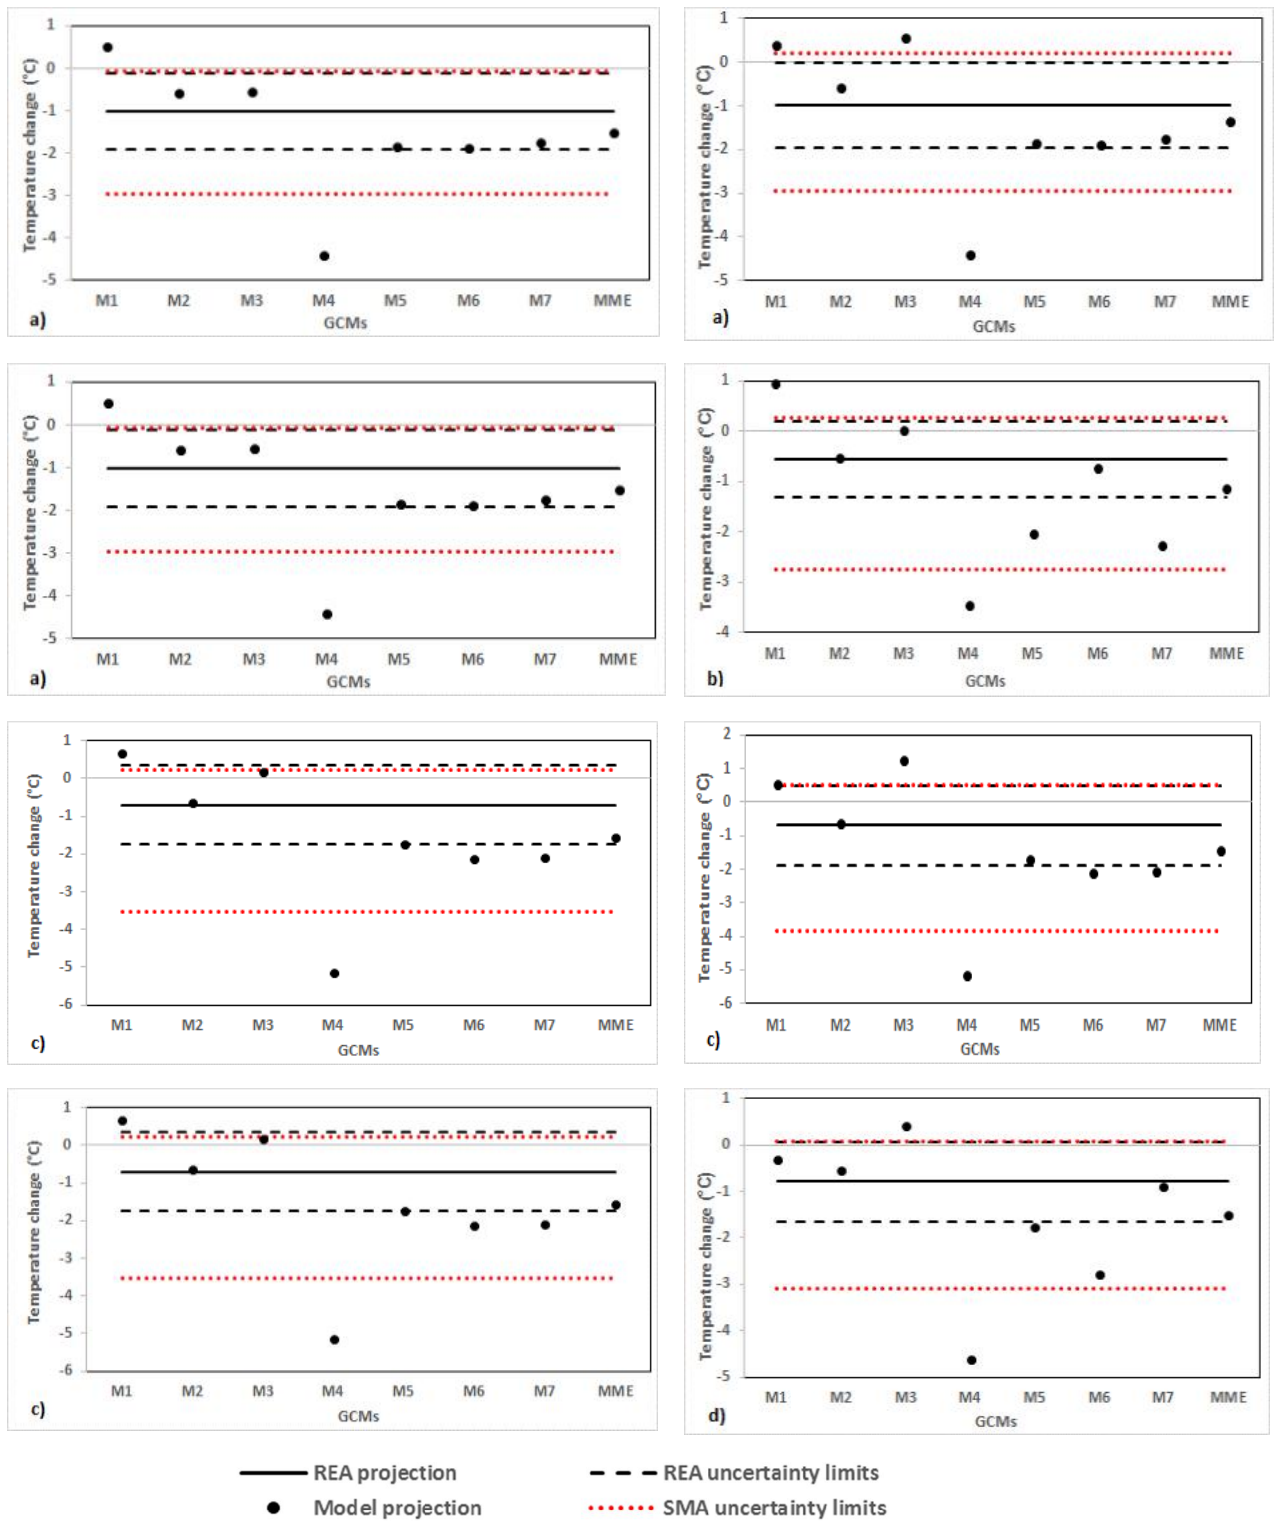 Temperature change (°C)
1
0
-1
-2
-3
-4
-5
M1 M2 M3 M4 M5 M6 M7 MME
GCMs
a)
Temperature change (°C)
1
0
-1
-2
-3
-4
-5
M1 M2 M3 M4 M5 M6 M7 MME
GCMs
a)
Temperature change (°C)
1
0
-1
-2
-3
-4
-5
M1 M2 M3 M4 M5 M6 M7 MME
GCMs
a)
Temperature change (°C)
1
0
-1
-2
-3
-4
M1 M2 M3 M4 M5 M6 M7 MME
GCMs
b)
Temperature change (°C)
1
0
-1
-2
-3
-4
-5
-6
M1 M2 M3 M4 M5 M6 M7 MME
GCMs
c)
Temperature change (°C)
2
1
0
-1
-2
-3
-4
-5
-6
M1 M2 M3 M4 M5 M6 M7 MME
GCMs
c)
Temperature change (°C)
1
0
-1
-2
-3
-4
-5
-6
M1 M2 M3 M4 M5 M6 M7 MME
GCMs
c)
Temperature change (°C)
1
0
-1
-2
-3
-4
-5
M1 M2 M3 M4 M5 M6 M7 MME
GCMs
d)
REA projection REA uncertainty limits
Model projection SMA uncertainty limits